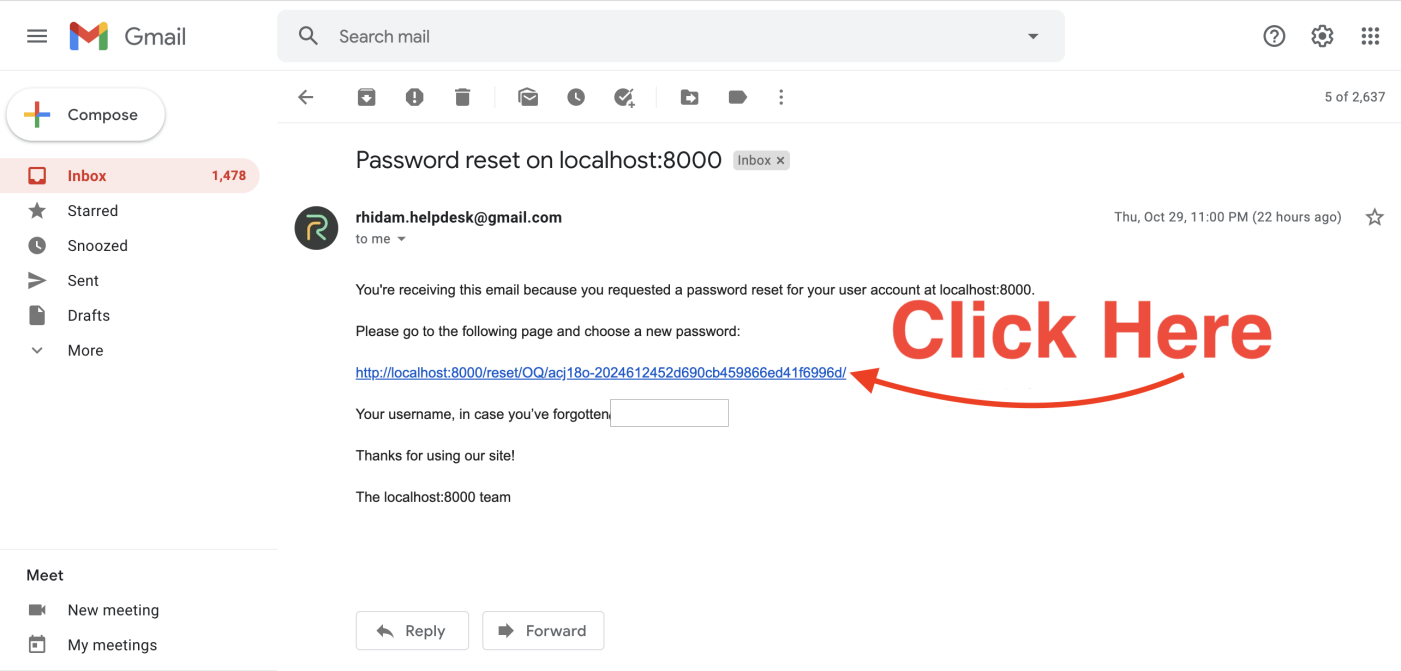 Gmail
Search mail
Compose
5 of 2,637
Inbox 1,478
Starred
Snoozed
Sent
Drafts
More
Meet
New meeting
My meetings
Password reset on localhost:8000 Inbox ×
rhidam.helpdesk@gmail.com
Thu, Oct 29, 11:00 PM (22 hours ago)
to me
You're receiving this email because you requested a password reset for your user account at localhost:8000.
Please go to the following page and choose a new password:
Click Here
http://localhost:8000/reset/OQ/acj18o-2024612452d690cb459866ed41f6996d/
Your username, in case you've forgotten
Thanks for using our site!
The localhost:8000 team
Reply
Forward